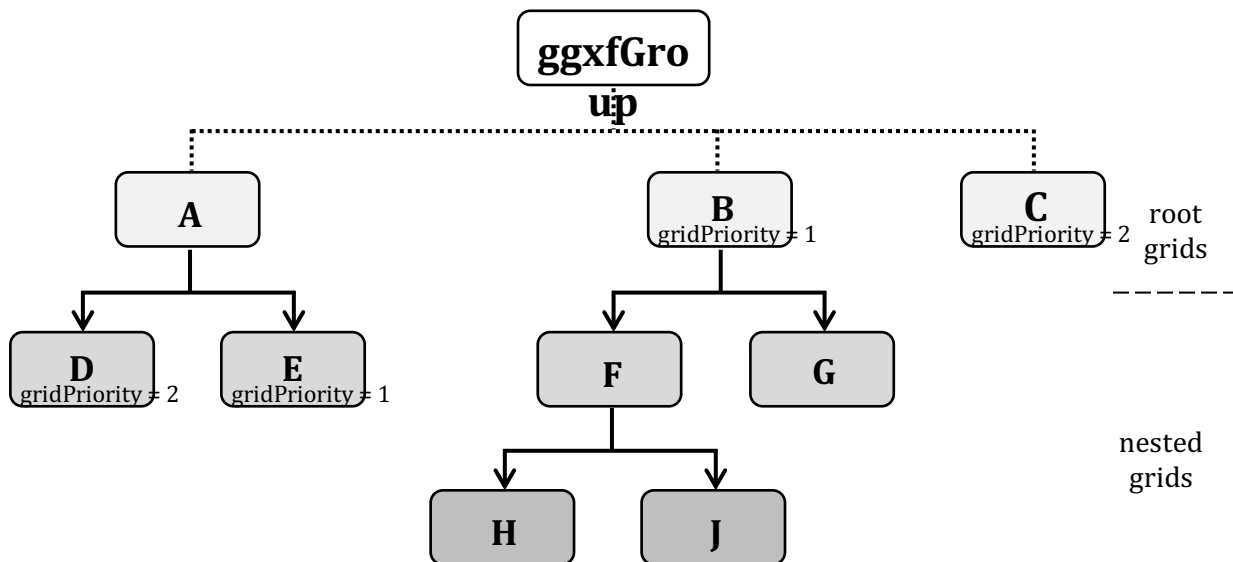 ggxfGro
up
A
B
gridPriority = 1
C
gridPriority = 2
root
grids
D
gridPriority = 2
E
gridPriority = 1
F
G
nested
grids
H
J